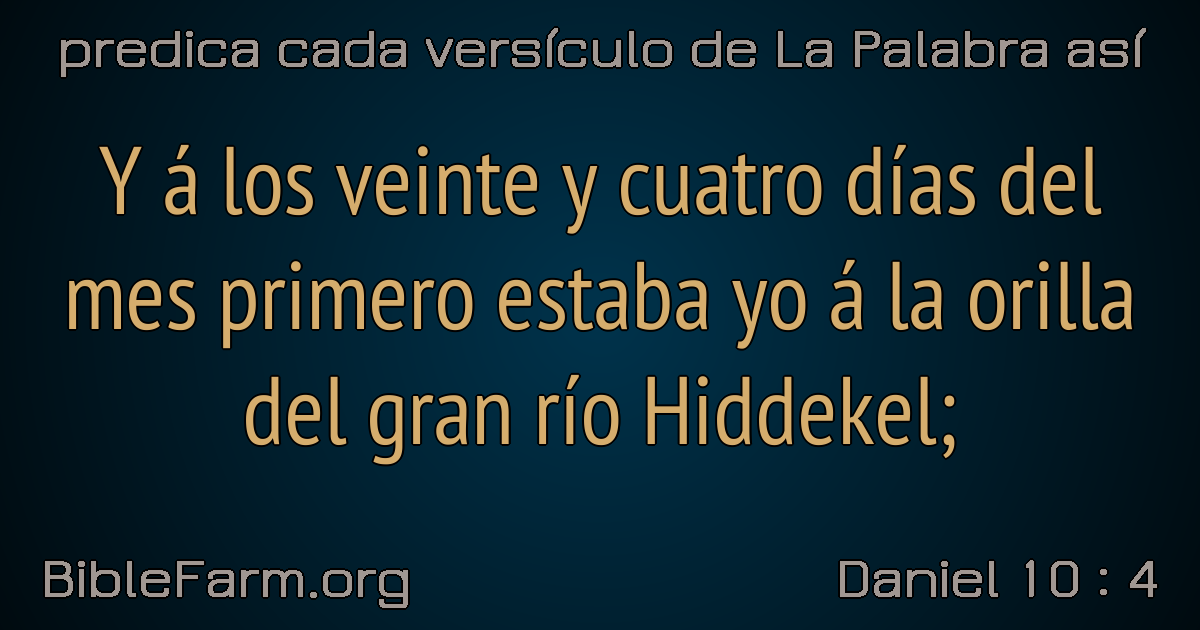 predica cada versículo de La Palabra así
Y á los veinte y cuatro días del
mes primero estaba yo á la orilla
del gran río Hiddekel;
BibleFarm.org
Daniel 10 : 4